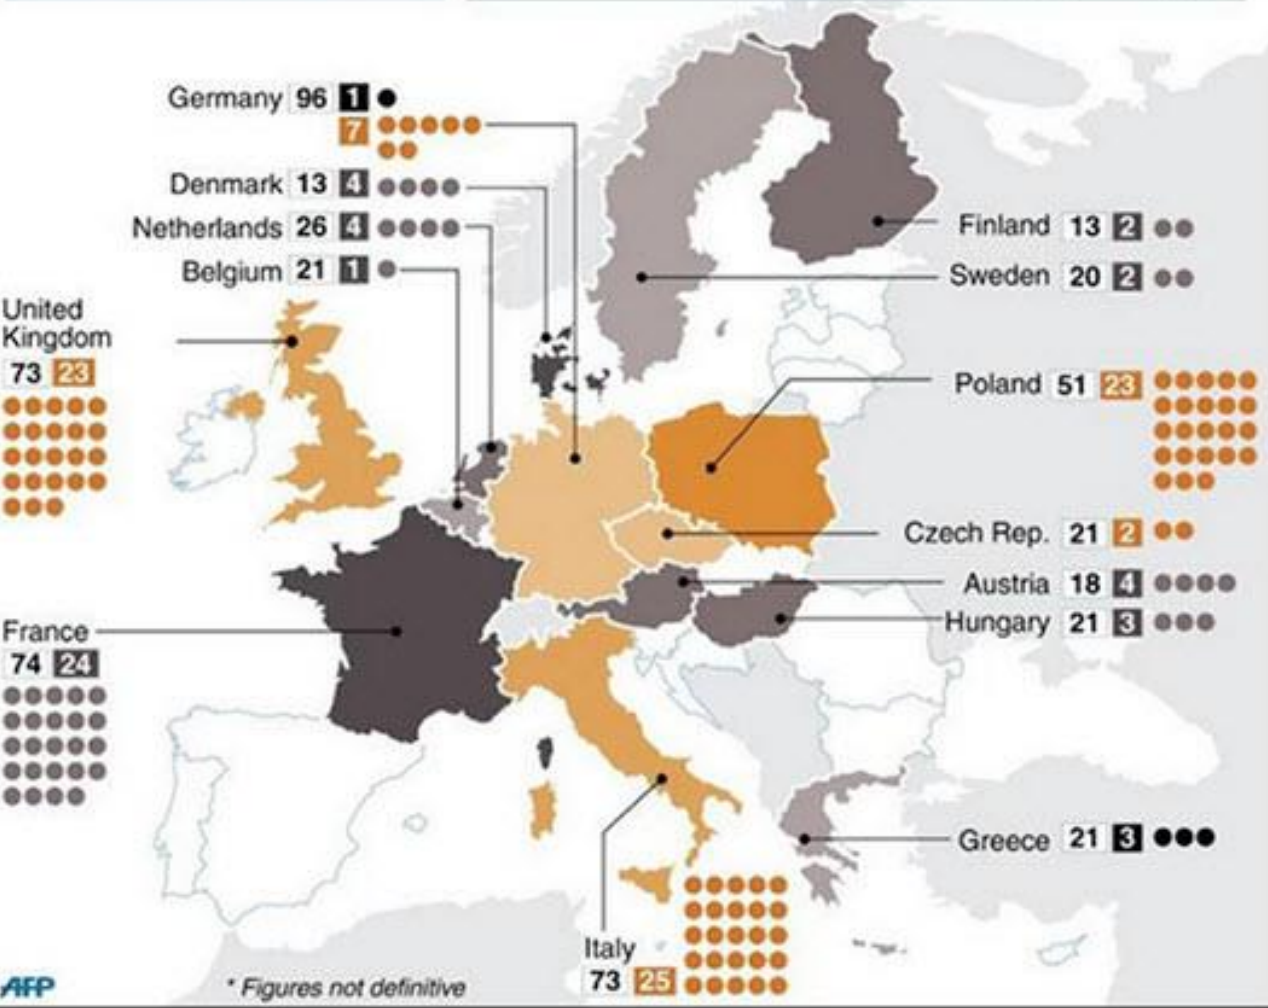 Germany 96 1
7
Denmark 13 4
Netherlands 26 4
Belgium 21 1
United
Kingdom
73 23
France
74 24
Finland 13 2
Sweden 20 2
Poland 51 23
Czech Rep. 21 2
Austria 18 4
Hungary 21 3
Greece 21 3
Italy
73 25
AFP
* Figures not definitive